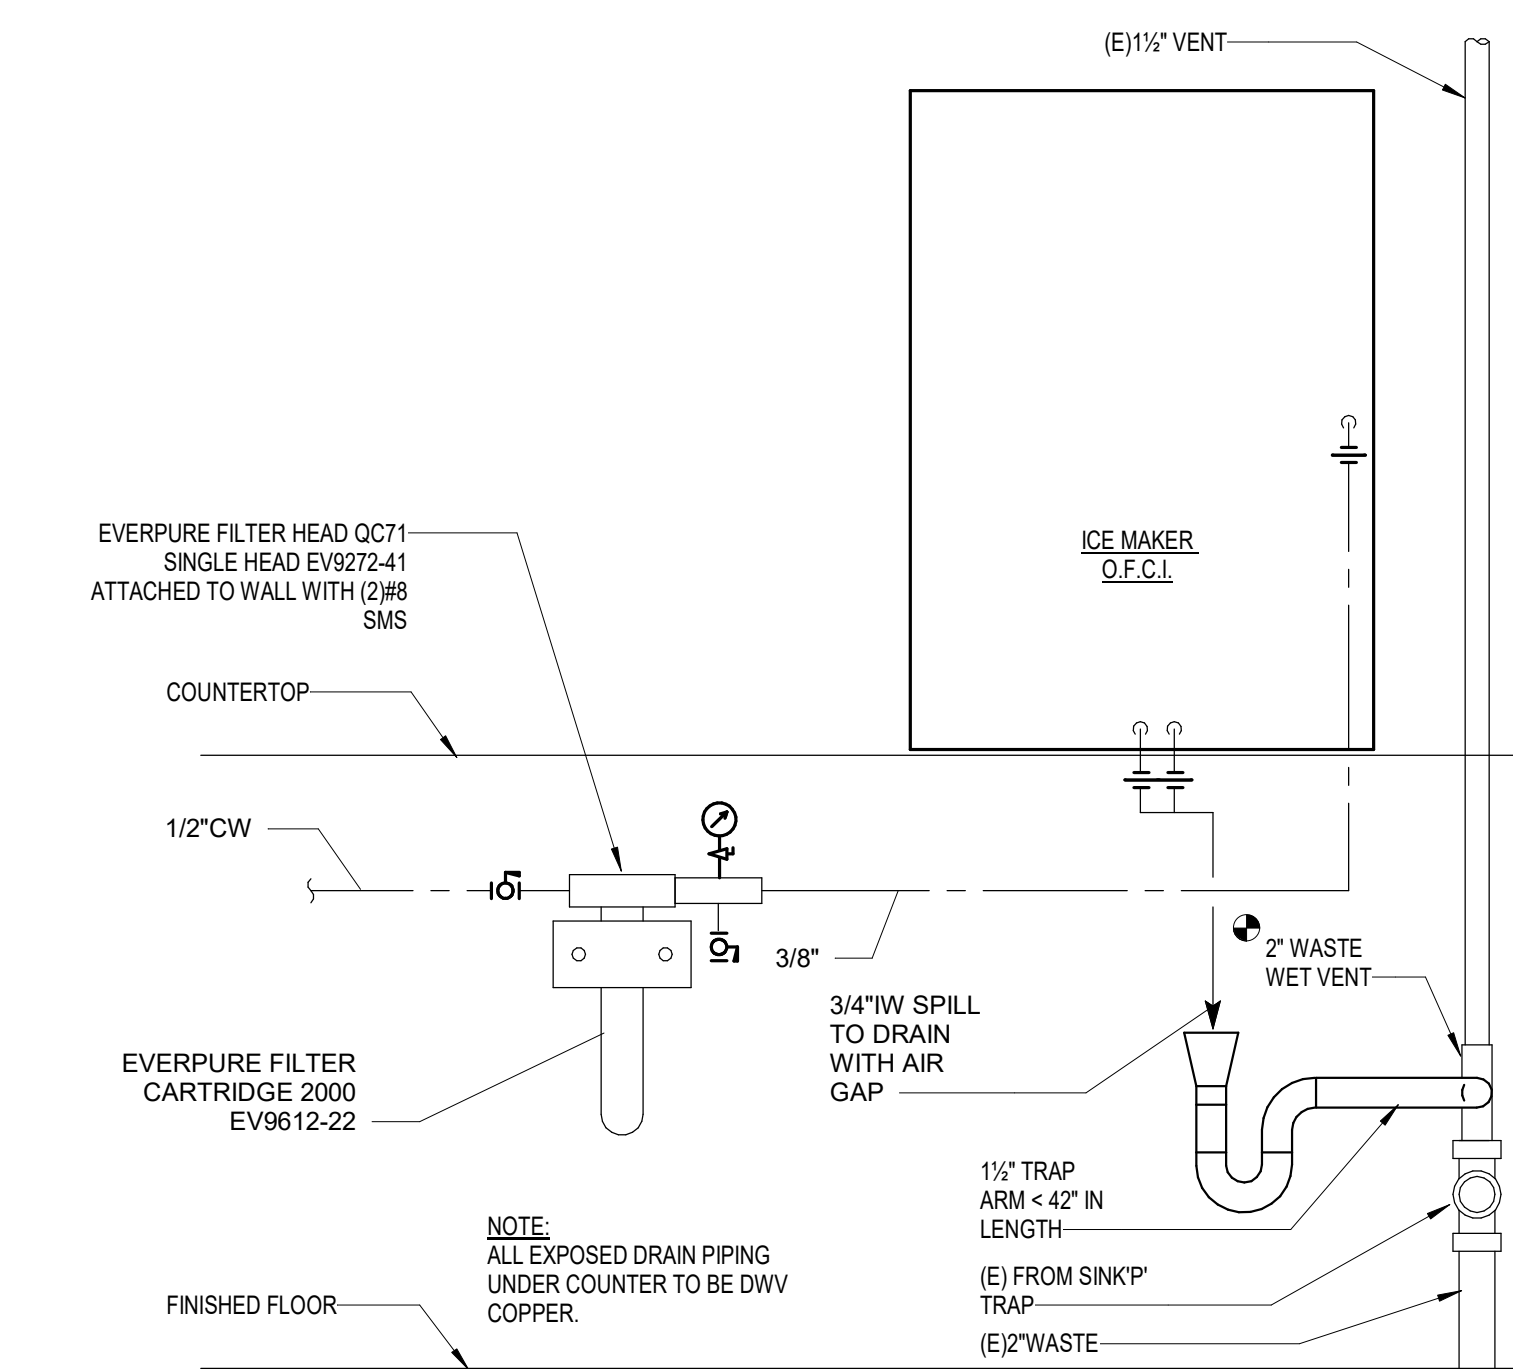 (E)1½" VENT
EVERPURE FILTER HEAD QC71
SINGLE HEAD EV9272-41
ATTACHED TO WALL WITH (2)#8
SMS
ICE MAKER
O.F.C.I.
COUNTERTOP
1/2"CW
3/8"
2" WASTE
WET VENT
3/4"IW SPILL
TO DRAIN
WITH AIR
GAP
EVERPURE FILTER
CARTRIDGE 2000
EV9612-22
1½" TRAP
ARM < 42" IN
LENGTH
NOTE:
ALL EXPOSED DRAIN PIPING
UNDER COUNTER TO BE DWV
COPPER.
(E) FROM SINK'P'
TRAP
FINISHED FLOOR
(E)2"WASTE